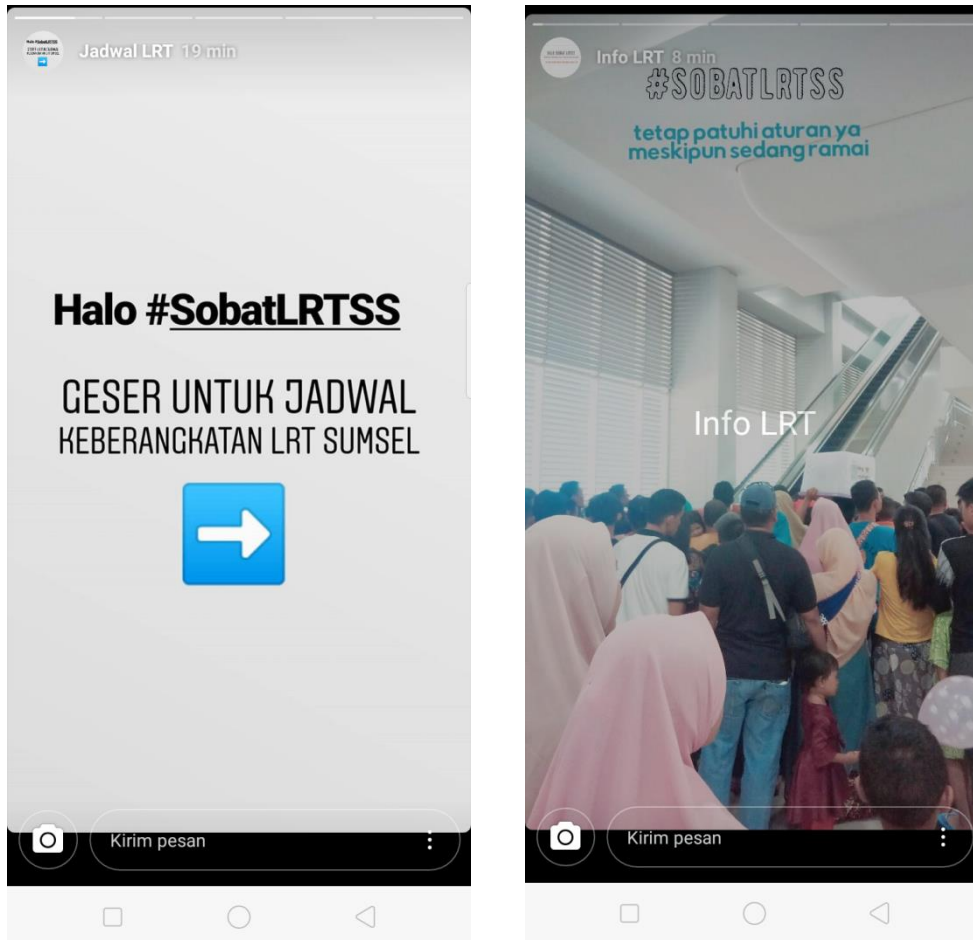 Jadwal LRT 19 min
Halo #SobatLRTSS
GESER UNTUK JADWAL
KEBERANGKATAN LRT SUMSEL
Kirim pesan
Info LRT 8 min
#SOBATLRTSS
tetap patuhi aturan ya
meskipun sedang ramai
Info LRT
Kirim pesan